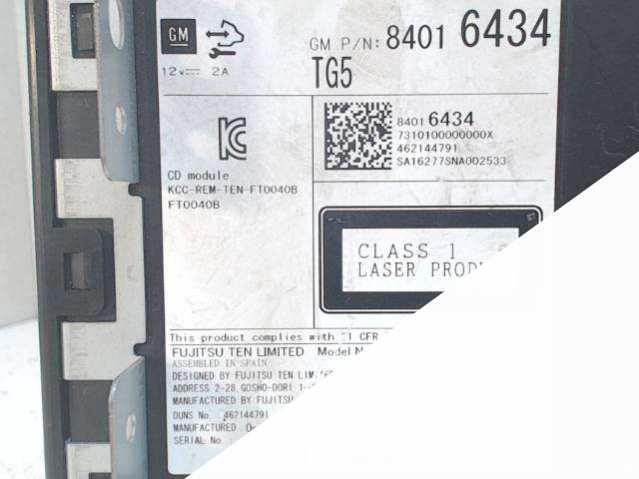 GM
GM P/N: 8401 6434
12V 2A
TG5
8401 6434
7310100000000X
462144791
SA16277SNA002533
CD module
KCC-REM-TEN-FT0040B
FT0040B
CLASS 1
LASER
This product complies with 21 CFR
FUJITSU TEN LIMITED Model
ASSEMBLED IN SPAIN
DESIGNED BY FUJITSU TEN
ADDRESS 2-28, GOSHO-DORI 1-
MANUFACTURED BY FUJITSU
DUNS No. 462144791
MANUFACTURED
SERIAL No.